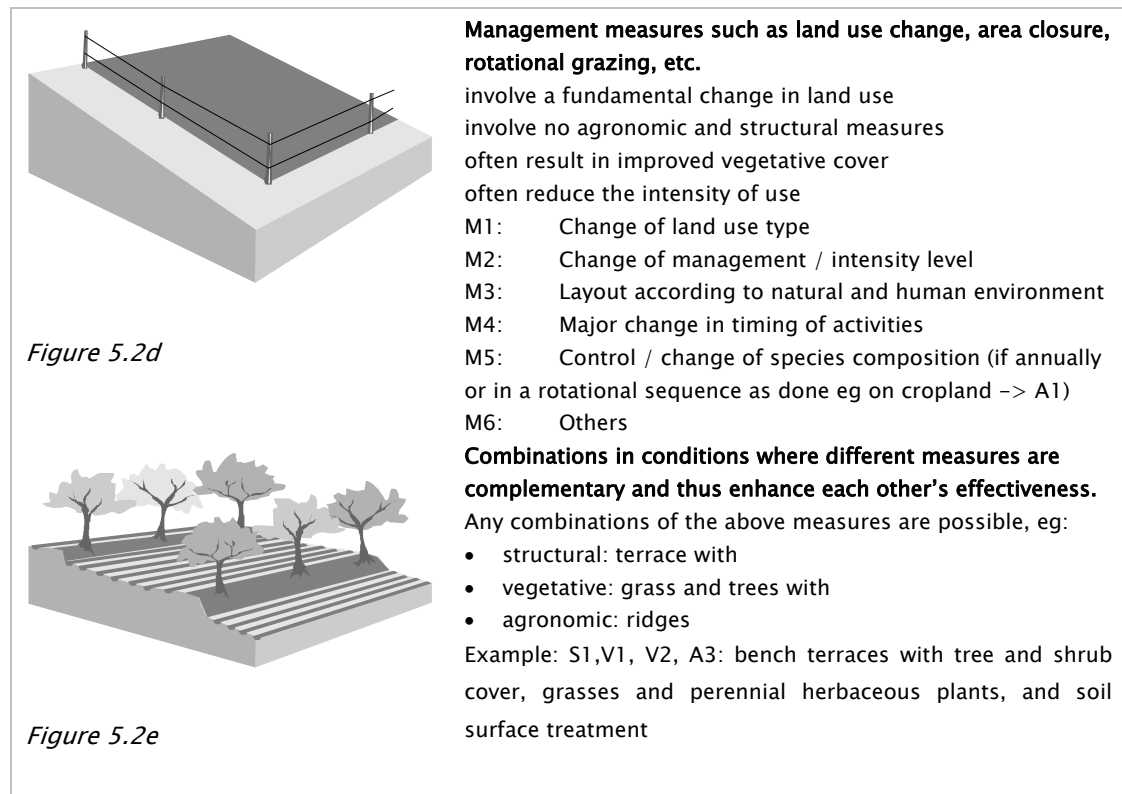 Management measures such as land use change, area closure,
rotational grazing, etc.
involve a fundamental change in land use
involve no agronomic and structural measures
often result in improved vegetative cover
often reduce the intensity of use
M1: Change of land use type
M2: Change of management / intensity level
M3: Layout according to natural and human environment
M4: Major change in timing of activities
M5: Control / change of species composition (if annually
or in a rotational sequence as done eg on cropland -> A1)
M6: Others
Figure 5.2d
Combinations in conditions where different measures are
complementary and thus enhance each other's effectiveness.
Any combinations of the above measures are possible, eg:
• structural: terrace with
• vegetative: grass and trees with
• agronomic: ridges
Example: S1,V1, V2, A3: bench terraces with tree and shrub
cover, grasses and perennial herbaceous plants, and soil
surface treatment
Figure 5.2e